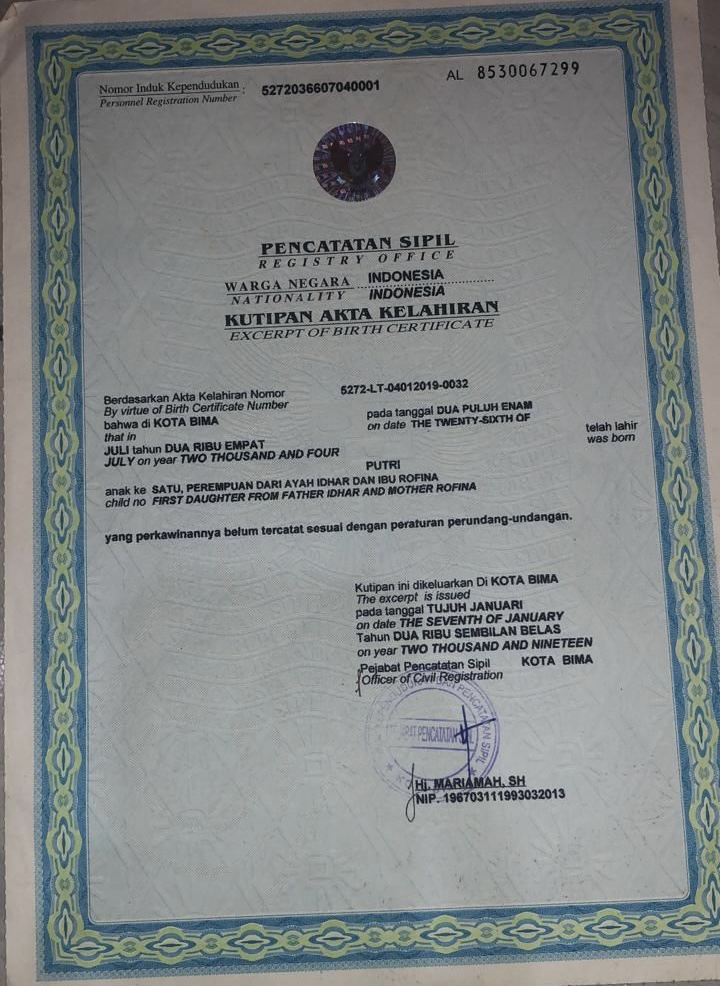 Nomor Induk Kependudukan : 5272036607040001 AL 8530067299
Personnel Registration Number
PENCATATAN SIPIL
REGISTRY OFFICE
WARGA NEGARA INDONESIA
NATIONALITY INDONESIA
KUTIPAN AKTA KELAHIRAN
EXCERPT OF BIRTH CERTIFICATE
Berdasarkan Akta Kelahiran Nomor 5272-LT-04012019-0032
By virtue of Birth Certificate Number
bahwa di KOTA BIMA pada tanggal DUA PULUH ENAM
that in on date THE TWENTY-SIXTH OF
JULI tahun DUA RIBU EMPAT telah lahir
JULY on year TWO THOUSAND AND FOUR was born
PUTRI
anak ke SATU, PEREMPUAN DARI AYAH IDHAR DAN IBU ROFINA
child no FIRST DAUGHTER FROM FATHER IDHAR AND MOTHER ROFINA
yang perkawinannya belum tercatat sesuai dengan peraturan perundang-undangan.
Kutipan ini dikeluarkan Di KOTA BIMA
The excerpt is issued
pada tanggal TUJUH JANUARI
on date THE SEVENTH OF JANUARY
Tahun DUA RIBU SEMBILAN BELAS
on year TWO THOUSAND AND NINETEEN
Pejabat Pencatatan Sipil KOTA BIMA
Officer of Civil Registration
PENCATATAN SIPIL
PENCATATAN
Hj. MARIAMAH, SH
NIP. 196703111993032013